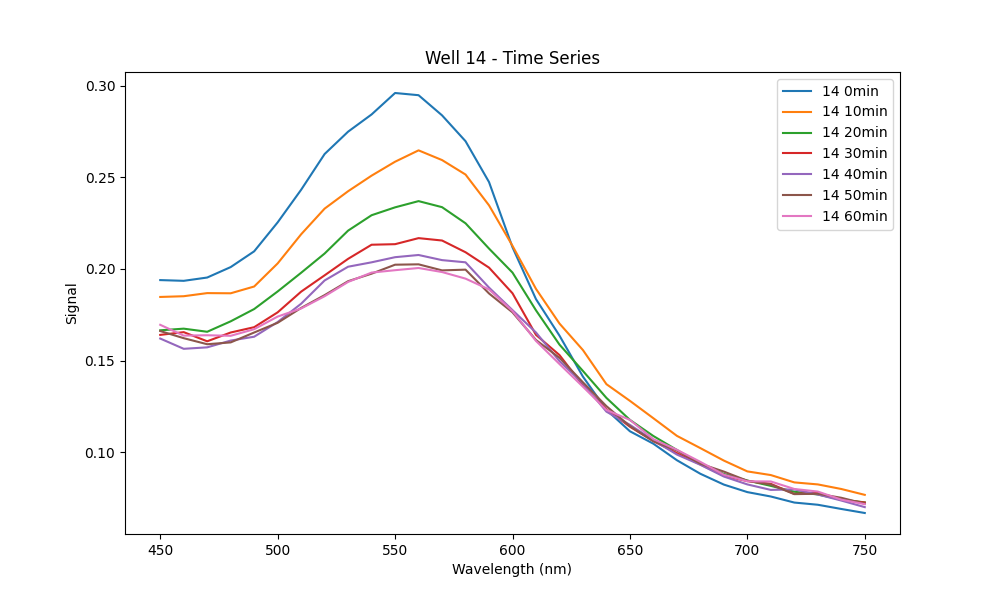 Well 14 - Time Series
14 0min
14 10min
14 20min
14 30min
14 40min
14 50min
14 60min
Signal
0.30
0.25
0.20
0.15
0.10
450 500 550 600 650 700 750
Wavelength (nm)